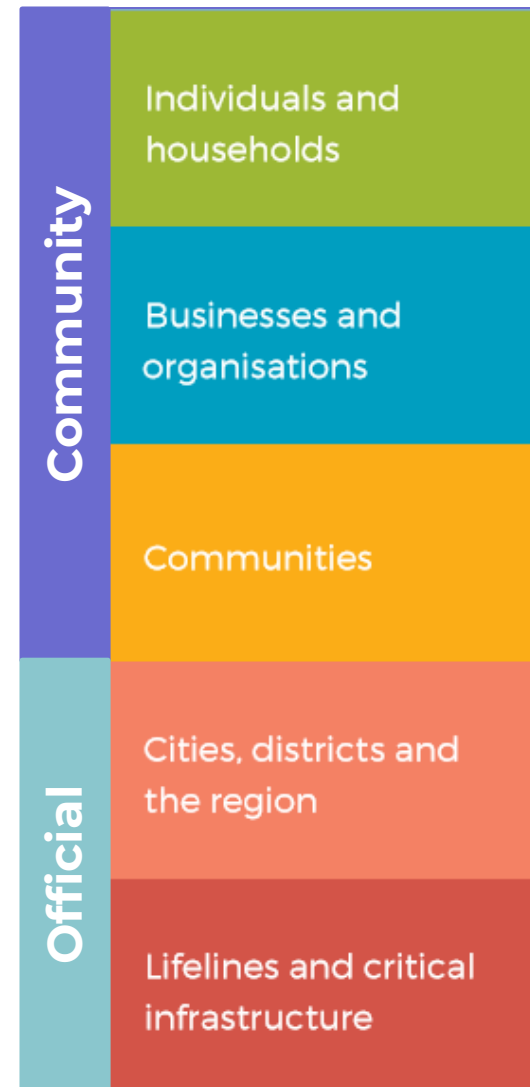 Community
Individuals and
households
Businesses and
organisations
Communities
Official
Cities, districts and
the region
Lifelines and critical
infrastructure